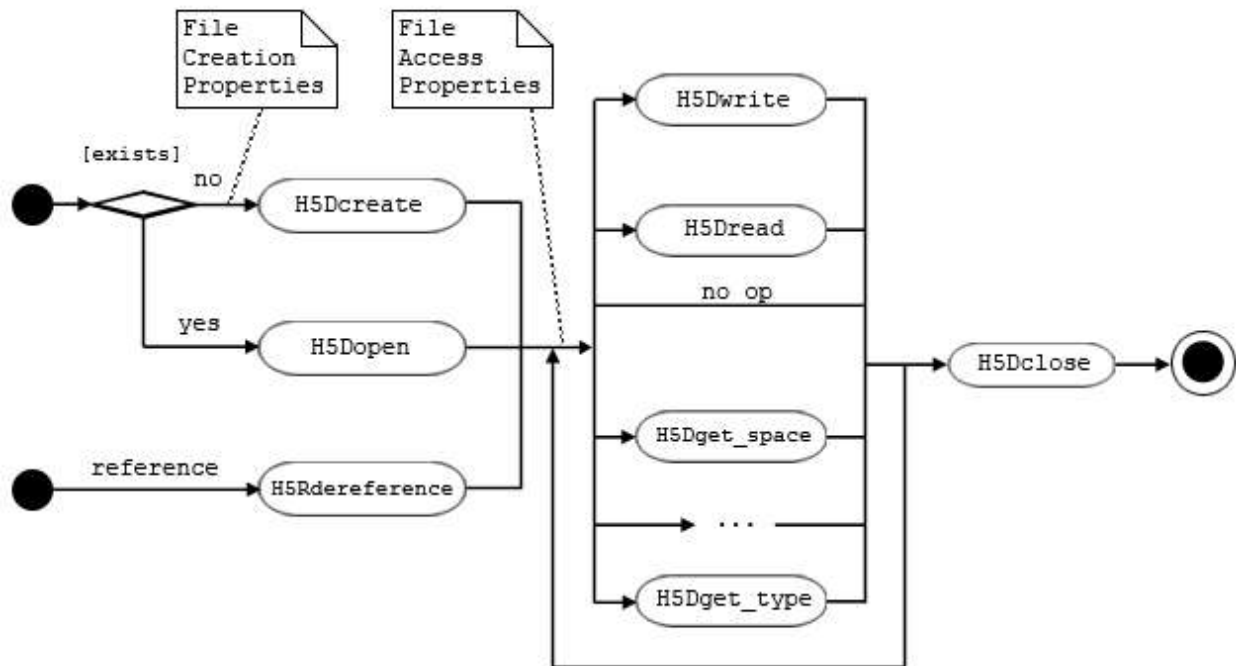 File
Creation
Properties
File
Access
Properties
[exists]
no
H5Dcreate
yes
H5Dopen
reference
H5Rdereference
H5Dwrite
H5Dread
no op
H5Dget_space
...
H5Dget_type
H5Dclose